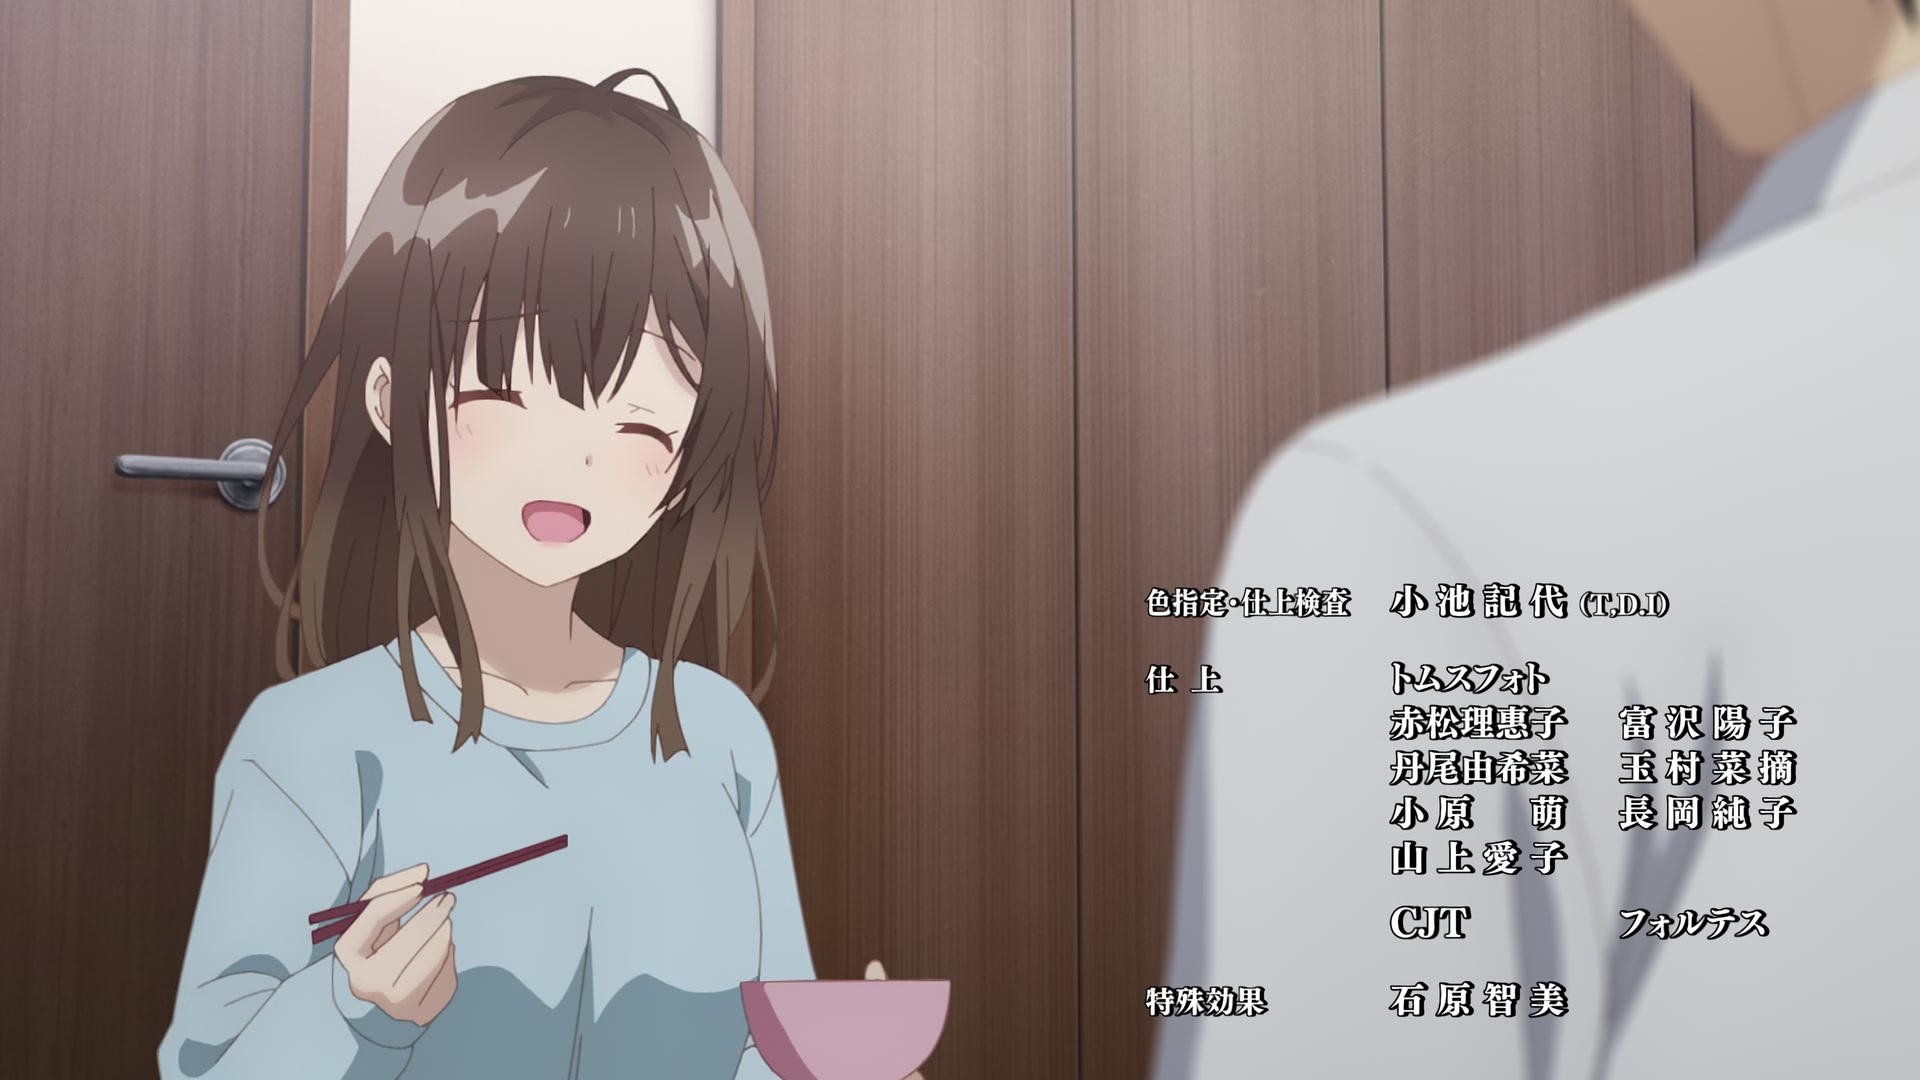 色指定・仕上検査 小池記代 (T.D.I)
仕上 トムスフォト
赤松理恵子 富沢陽子
丹尾由希菜 玉村菜摘
小原 萌 長岡純子
山上愛子
CJT フォルテス
特殊効果 石原智美